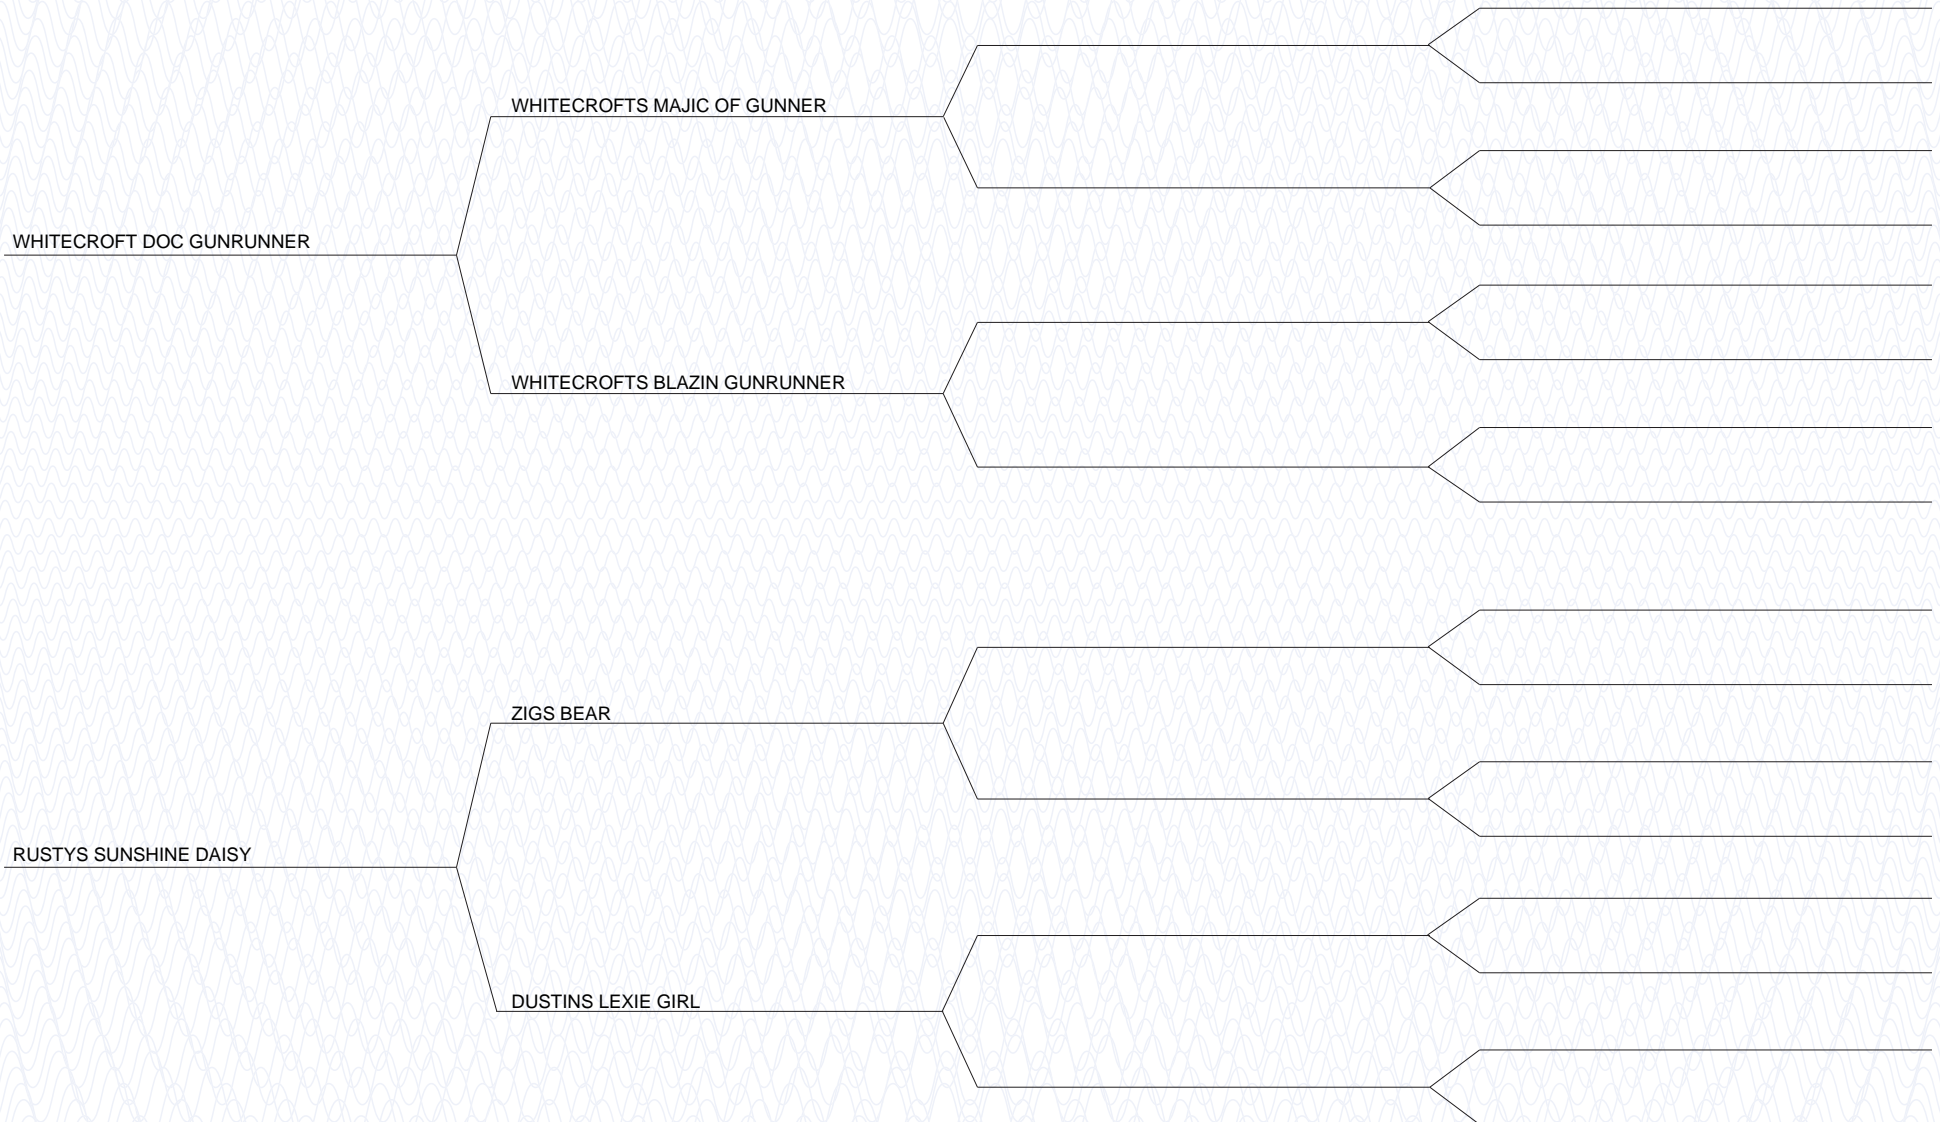 WHITECROFTS MAJIC OF GUNNER
WHITECROFT DOC GUNRUNNER
WHITECROFTS BLAZIN GUNRUNNER
ZIGS BEAR
RUSTYS SUNSHINE DAISY
DUSTINS LEXIE GIRL